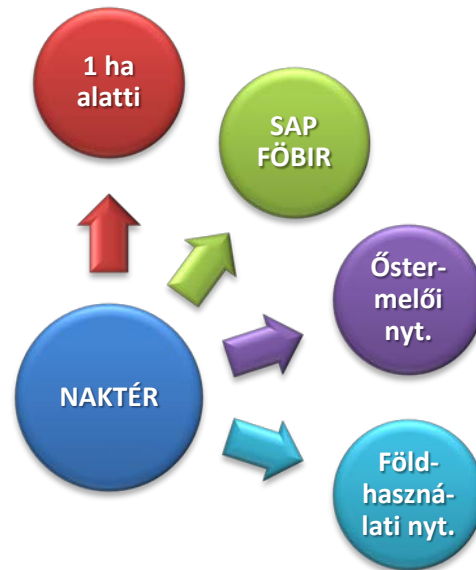 1 ha
alatti
SAP
FÖBIR
Őster-
melői
nyt.
NAKTÉR
Föld-
haszná-
lati nyt.